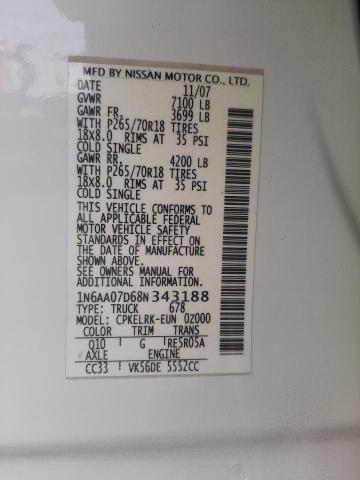 MFD BY NISSAN MOTOR CO., LTD.
DATE 11/07
GVWR 7100 LB
GAWR FR. 3699 LB
WITH P265/70R18 TIRES
18X8.0 RIMS AT 35 PSI
COLD SINGLE
GAWR RR. 4200 LB
WITH P265/70R18 TIRES
18X8.0 RIMS AT 35 PSI
COLD SINGLE
THIS VEHICLE CONFORMS TO
ALL APPLICABLE FEDERAL
MOTOR VEHICLE SAFETY
STANDARDS IN EFFECT ON
THE DATE OF MANUFACTURE
SHOWN ABOVE.
SEE OWNERS MANUAL FOR
ADDITIONAL INFORMATION.
1N6AA07D68N343188
TYPE: TRUCK 678
MODEL: CPKELRK-EUN 0Z000
COLOR TRIM TRANS
Q10 G RE5R05A
AXLE ENGINE
CC33 VK56DE 5552CC